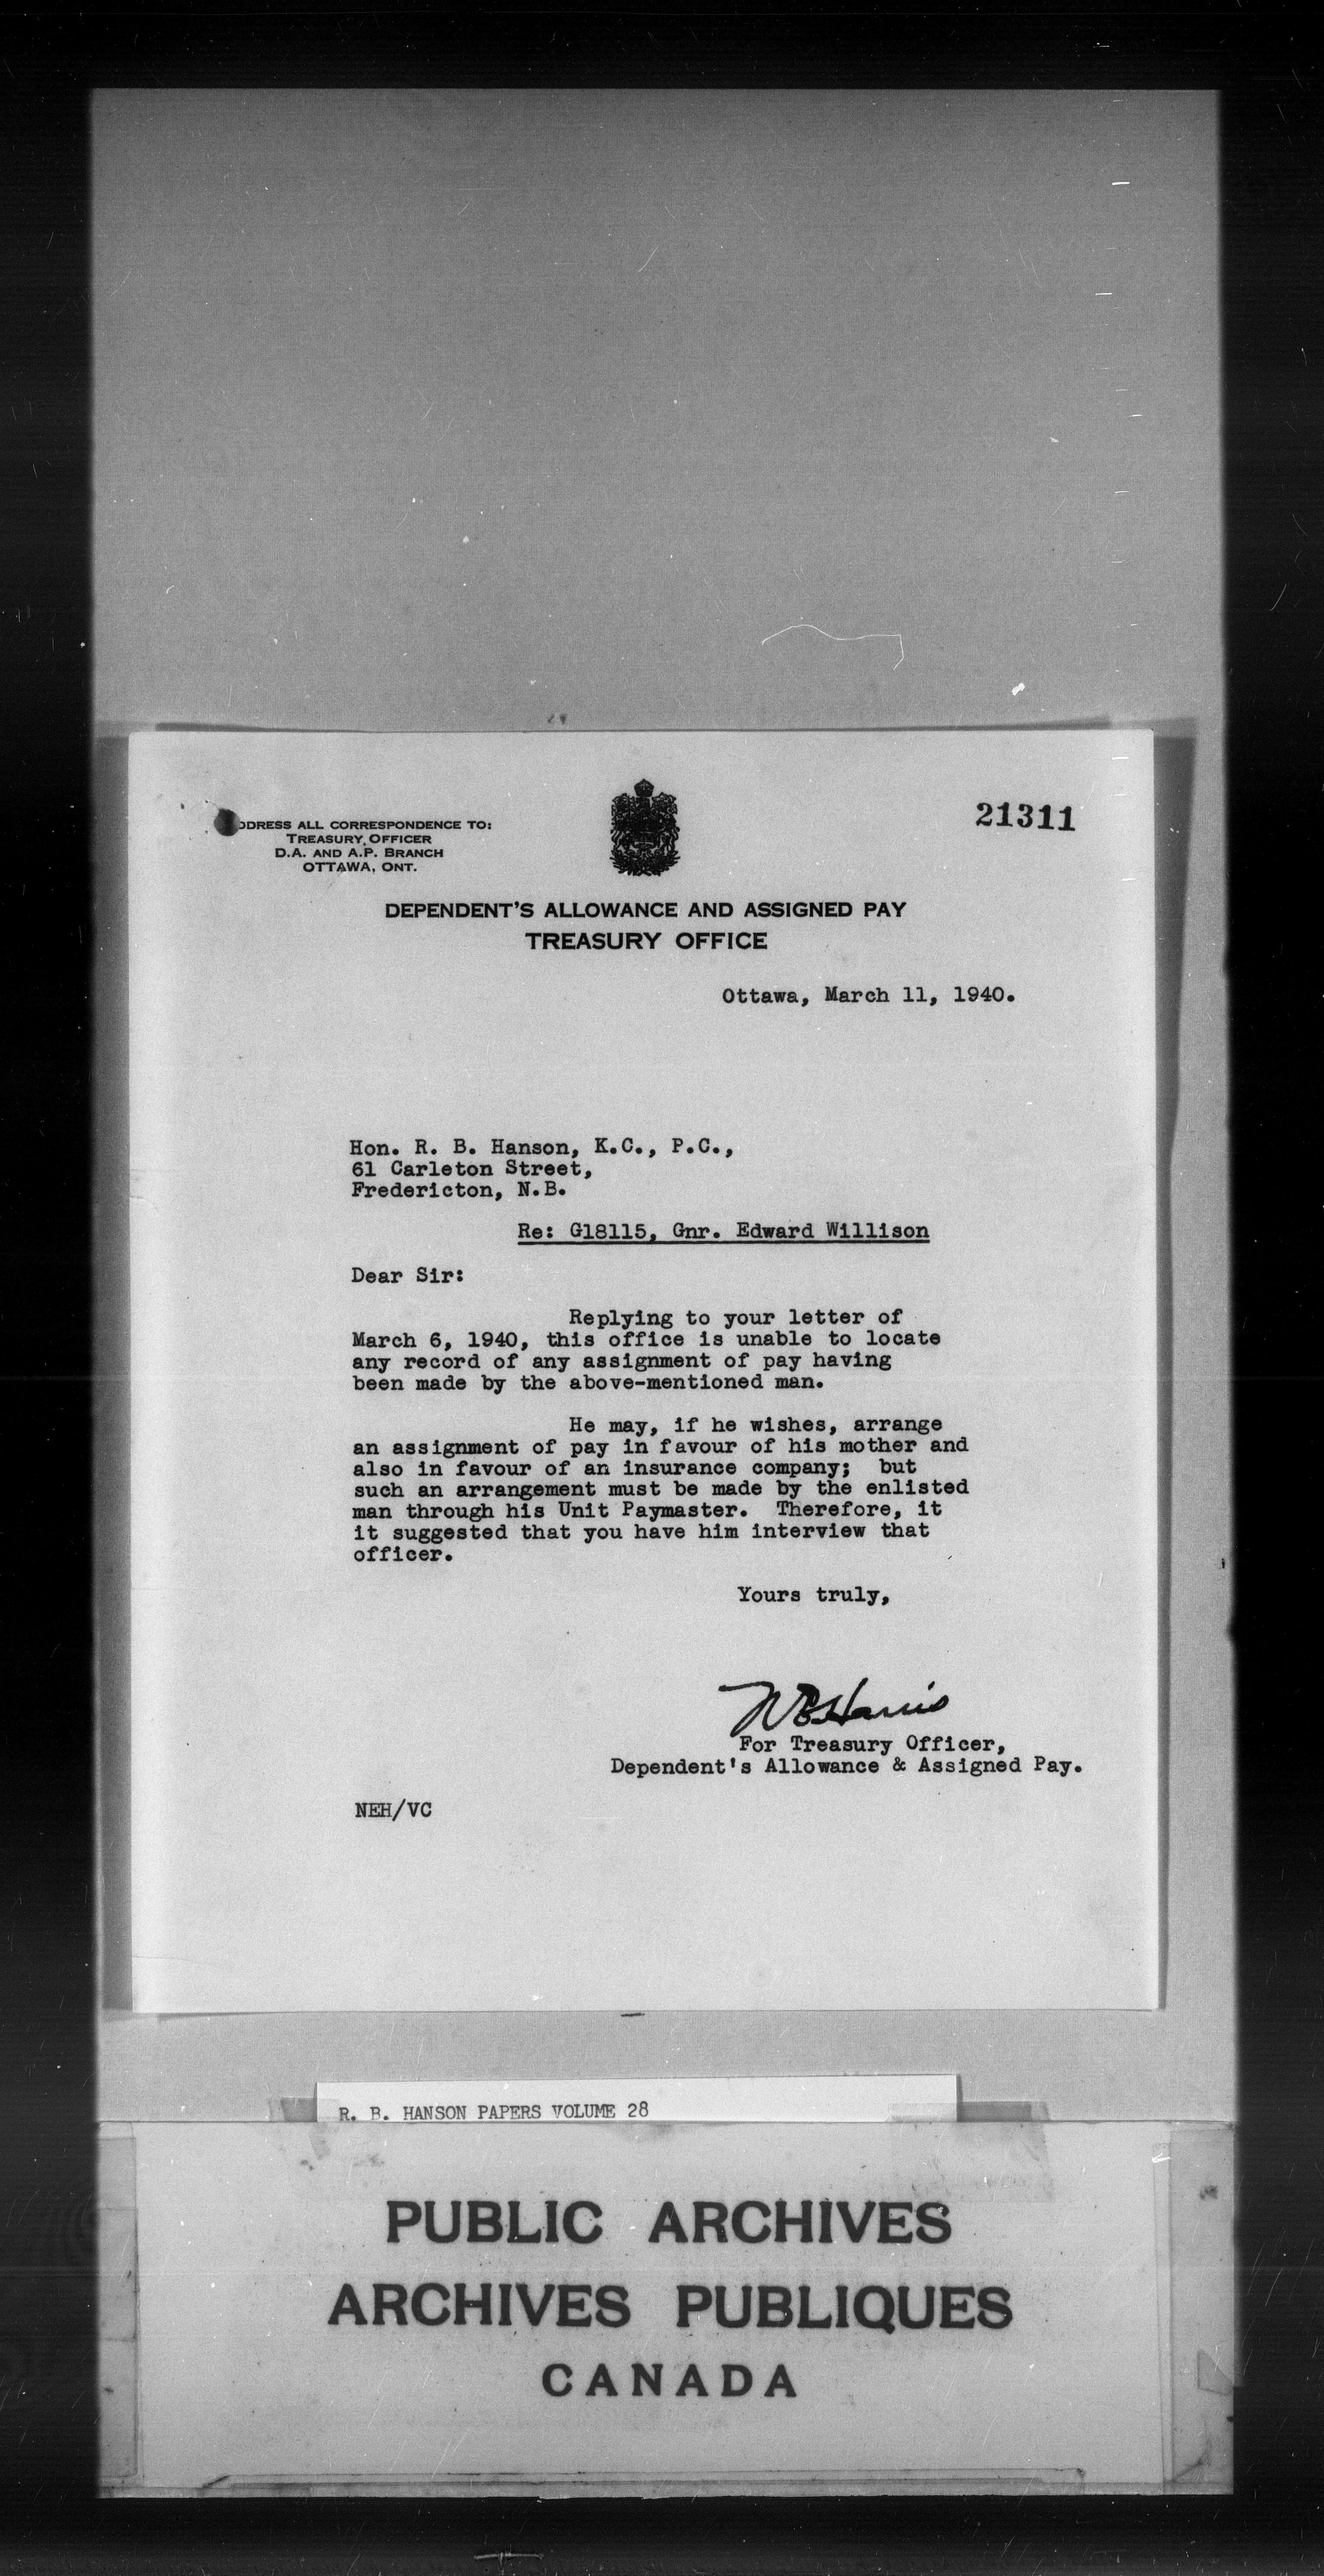 DDRESS ALL CORRESPONDENCE TO:
TREASURY OFFICER
D.A. AND A.P. BRANCH
OTTAWA, ONT.
21311
DEPENDENT'S ALLOWANCE AND ASSIGNED PAY
TREASURY OFFICE
Ottawa, March 11, 1940.
Hon. R. B. Hanson, K.C., P.C.,
61 Carleton Street,
Fredericton, N.B.
Re: G18115, Gnr. Edward Willison
Dear Sir:
Replying to your letter of
March 6, 1940, this office is unable to locate
any record of any assignment of pay having
been made by the above-mentioned man.
He may, if he wishes, arrange
an assignment of pay in favour of his mother and
also in favour of an insurance company; but
such an arrangement must be made by the enlisted
man through his Unit Paymaster. Therefore, it
it suggested that you have him interview that
officer.
Yours truly,
NEHarris
For Treasury Officer,
Dependent's Allowance & Assigned Pay.
NEH/VC
R. B. HANSON PAPERS VOLUME 28
PUBLIC ARCHIVES
ARCHIVES PUBLIQUES
CANADA